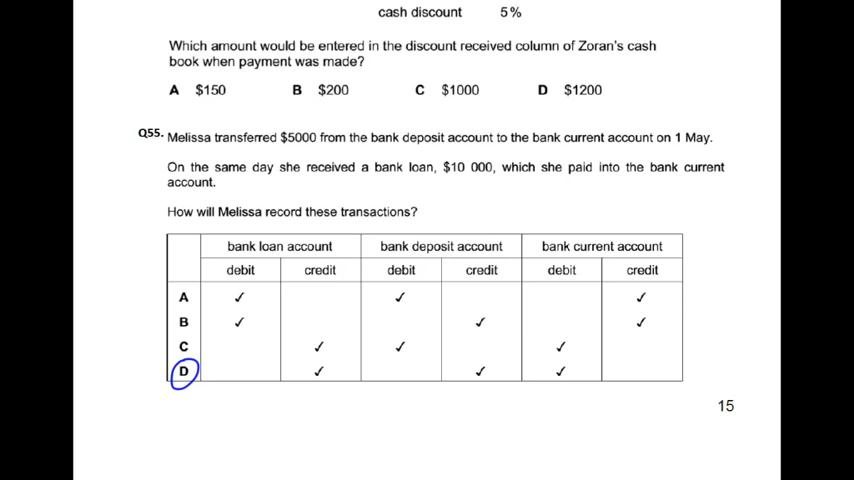 cash discount 5%
Which amount would be entered in the discount received column of Zoran's cash
book when payment was made?
A $150 B $200 C $1000 D $1200
Q55. Melissa transferred $5000 from the bank deposit account to the bank current account on 1 May.
On the same day she received a bank loan, $10 000, which she paid into the bank current
account.
How will Melissa record these transactions?
bank loan account bank deposit account bank current account
debit credit debit credit debit credit
A ✓ ✓ ✓
B ✓ ✓ ✓
C ✓ ✓ ✓
D ✓ ✓ ✓
15